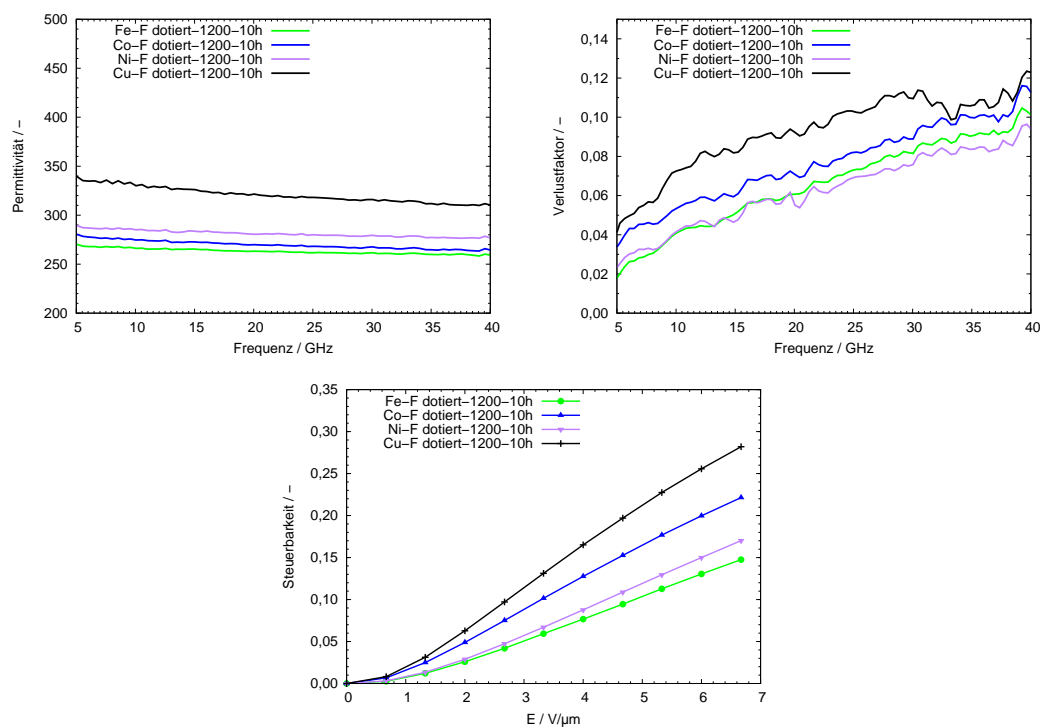 500
450
400
350
300
250
200
5
10
15
20
25
30
35
40
Permittivität / −
Frequenz / GHz
Fe−F dotiert−1200−10h
Co−F dotiert−1200−10h
Ni−F dotiert−1200−10h
Cu−F dotiert−1200−10h
0,14
0,12
0,10
0,08
0,06
0,04
0,02
0,00
5
10
15
20
25
30
35
40
Verlustfaktor / −
Frequenz / GHz
Fe−F dotiert−1200−10h
Co−F dotiert−1200−10h
Ni−F dotiert−1200−10h
Cu−F dotiert−1200−10h
0,35
0,30
0,25
0,20
0,15
0,10
0,05
0,00
0
1
2
3
4
5
6
7
Steuerbarkeit / −
E / V/µm
Fe−F dotiert−1200−10h
Co−F dotiert−1200−10h
Ni−F dotiert−1200−10h
Cu−F dotiert−1200−10h